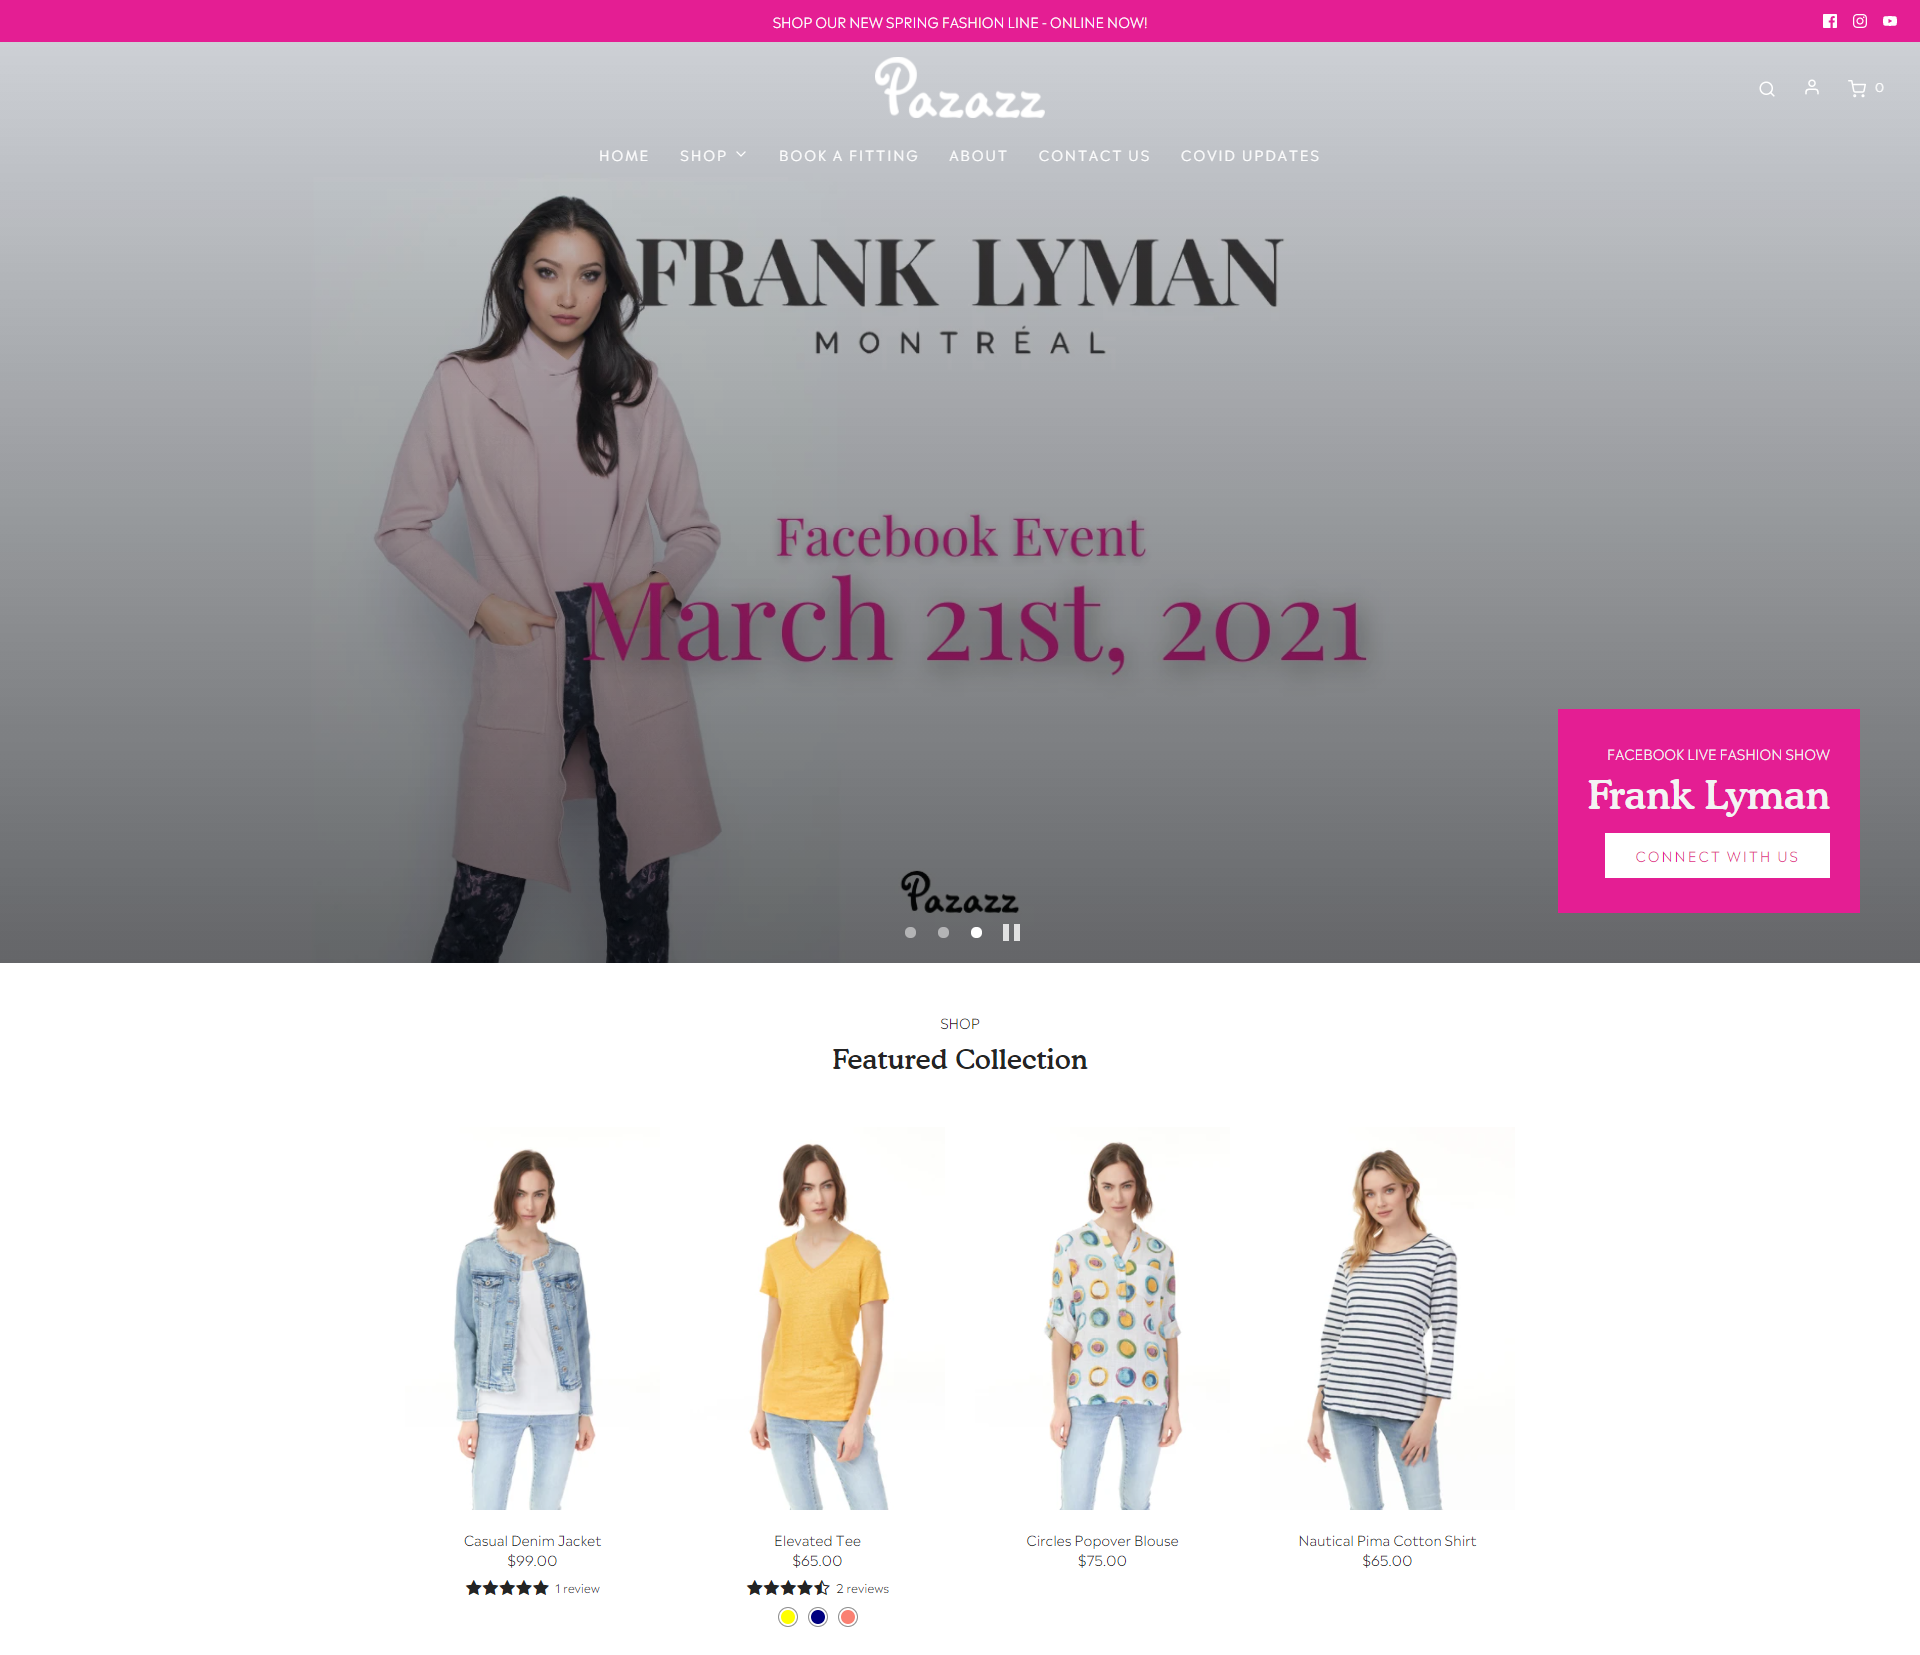 SHOP OUR NEW SPRING FASHION LINE - ONLINE NOW!
Pazazz
0
HOME SHOP BOOK A FITTING ABOUT CONTACT US COVID UPDATES
FRANK LYMAN
MONTRÉAL
Facebook Event
March 21st, 2021
FACEBOOK LIVE FASHION SHOW
Frank Lyman
CONNECT WITH US
Pazazz
SHOP
Featured Collection
Casual Denim Jacket
$99.00
1 review
Elevated Tee
$65.00
2 reviews
Circles Popover Blouse
$75.00
Nautical Pima Cotton Shirt
$65.00